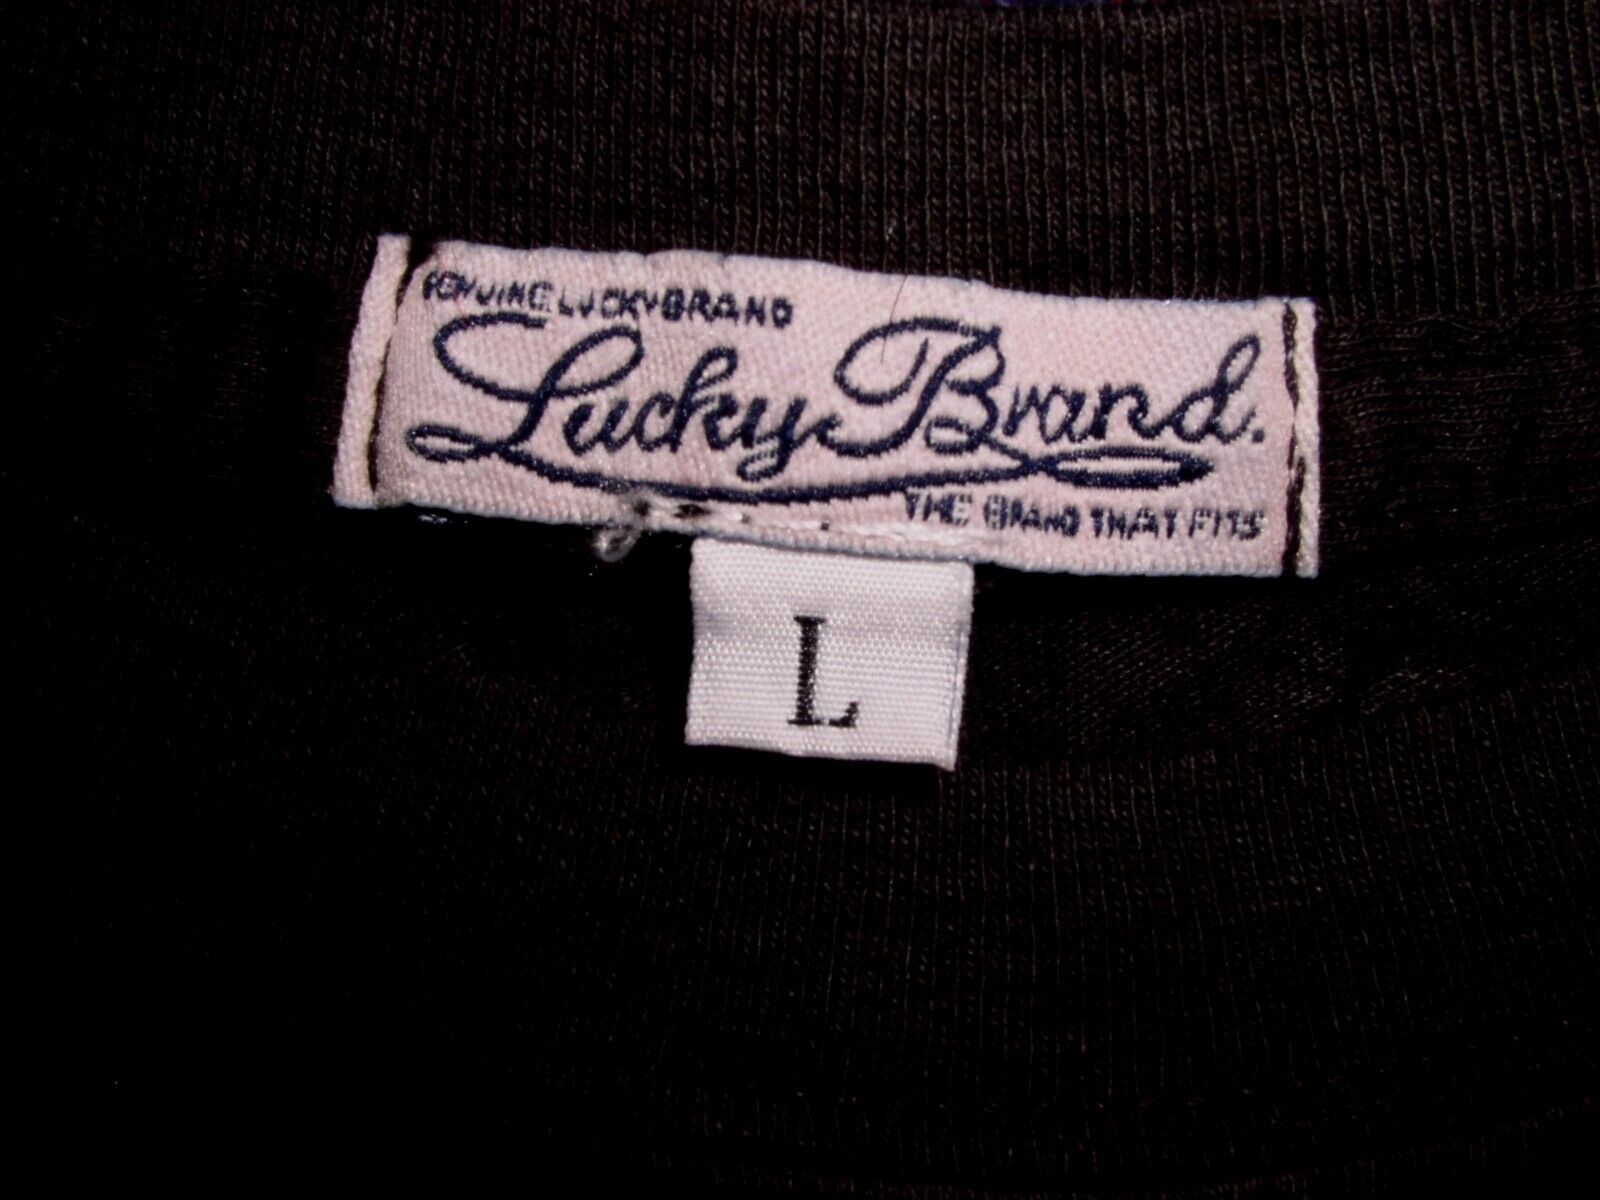 GENUINE LUCKY BRAND
Lucky Brand.
THE BRAND THAT FITS
L